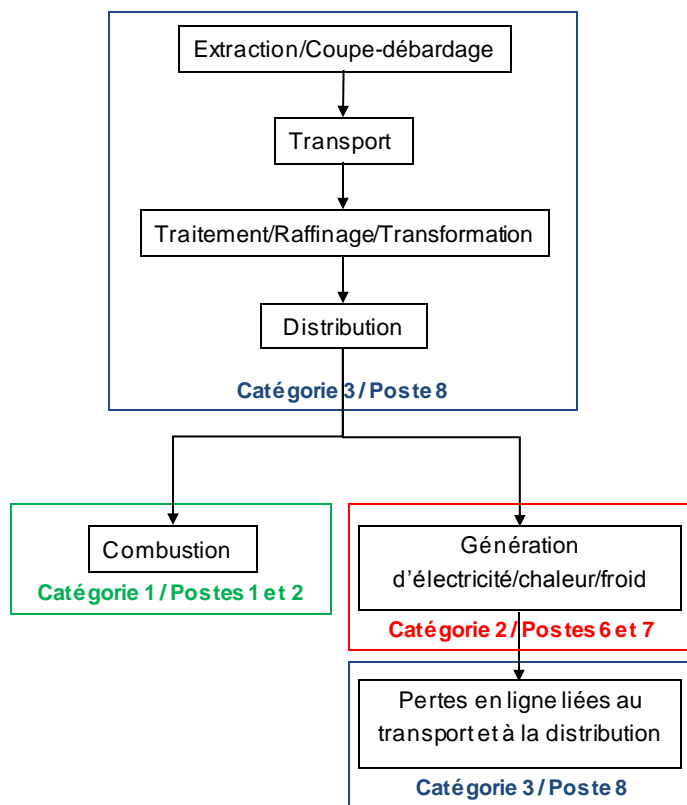 Extraction/Coupe-débardage
Transport
Traitement/Raffinage/Transformation
Distribution
Catégorie 3 / Poste 8
Combustion
Catégorie 1 / Postes 1 et 2
Génération
d'électricité/chaleur/froid
Catégorie 2 / Postes 6 et 7
Pertes en ligne liées au
transport et à la distribution
Catégorie 3 / Poste 8